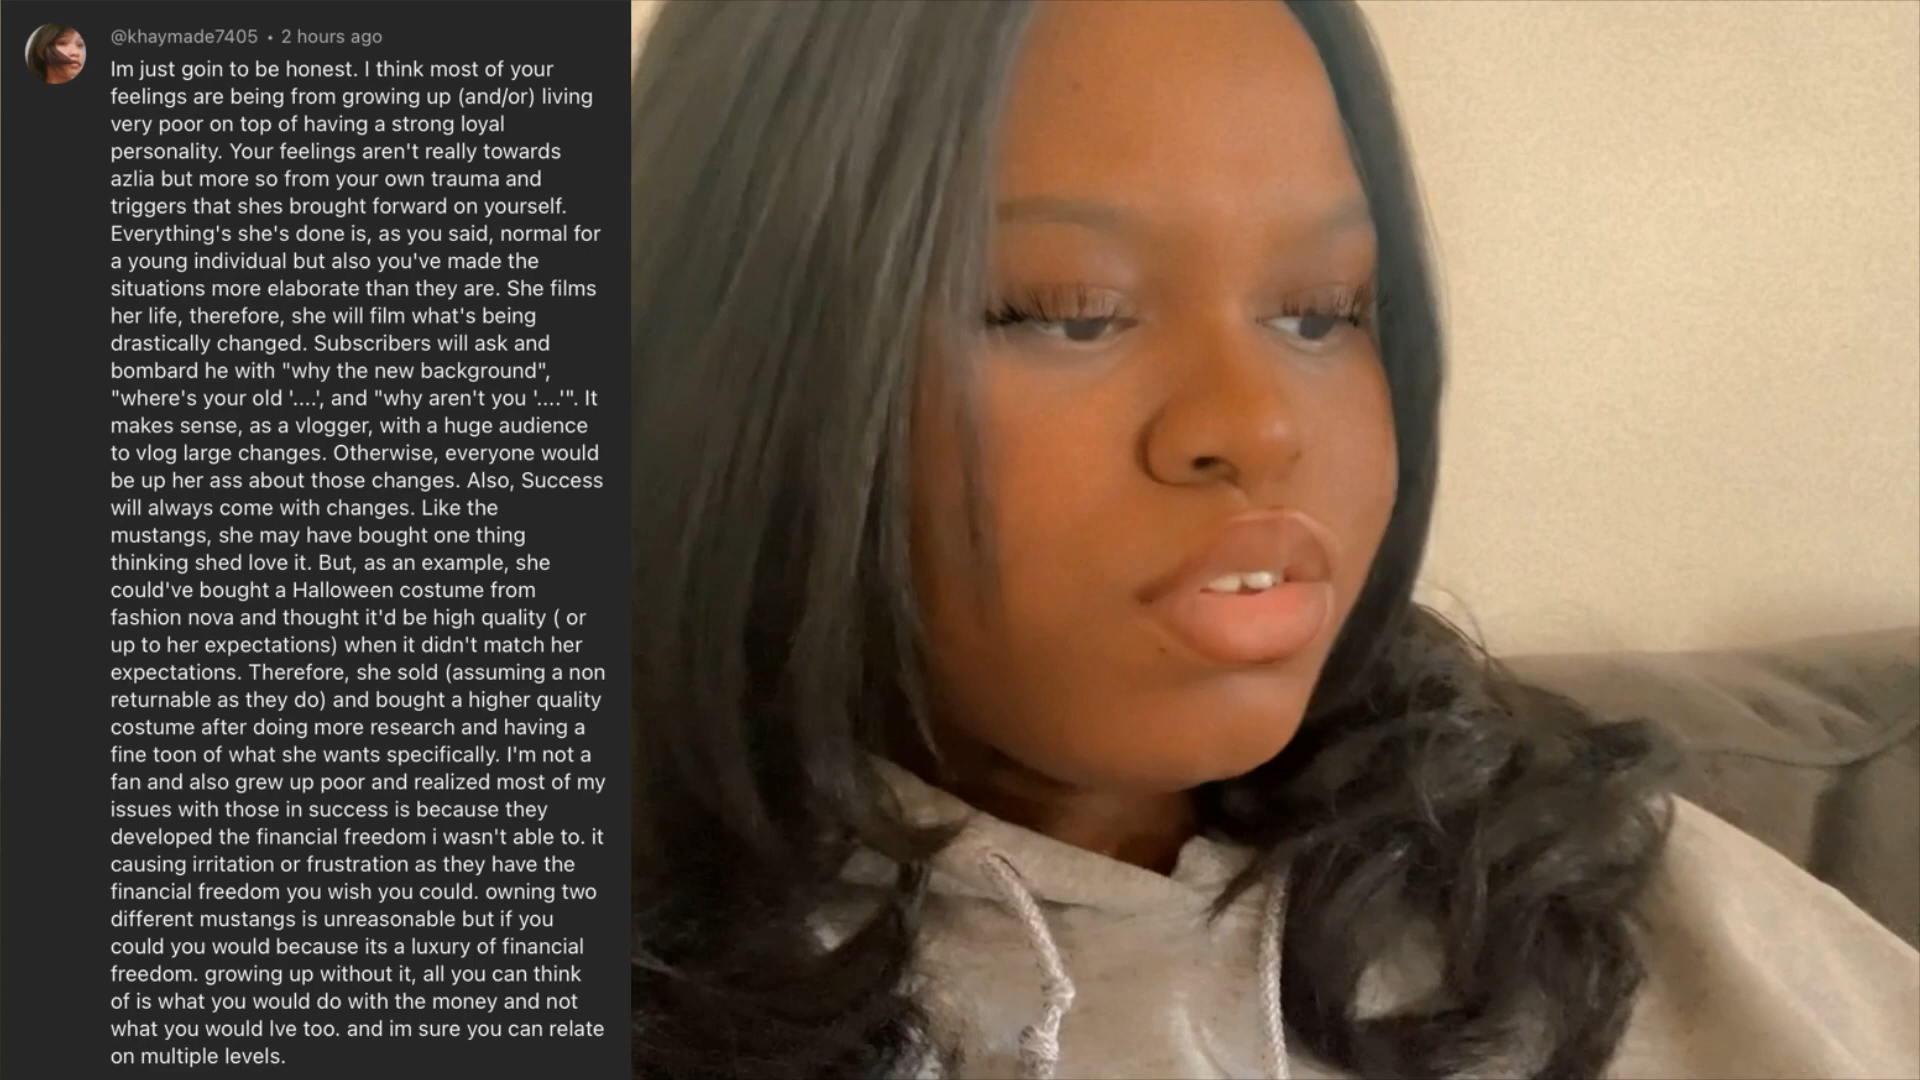 @khaymade7405 • 2 hours ago
Im just goin to be honest. I think most of your
feelings are being from growing up (and/or) living
very poor on top of having a strong loyal
personality. Your feelings aren't really towards
azlia but more so from your own trauma and
triggers that shes brought forward on yourself.
Everything's she's done is, as you said, normal for
a young individual but also you've made the
situations more elaborate than they are. She films
her life, therefore, she will film what's being
drastically changed. Subscribers will ask and
bombard he with "why the new background",
"where's your old '....', and "why aren't you '....'". It
makes sense, as a vlogger, with a huge audience
to vlog large changes. Otherwise, everyone would
be up her ass about those changes. Also, Success
will always come with changes. Like the
mustangs, she may have bought one thing
thinking shed love it. But, as an example, she
could've bought a Halloween costume from
fashion nova and thought it'd be high quality ( or
up to her expectations) when it didn't match her
expectations. Therefore, she sold (assuming a non
returnable as they do) and bought a higher quality
costume after doing more research and having a
fine toon of what she wants specifically. I'm not a
fan and also grew up poor and realized most of my
issues with those in success is because they
developed the financial freedom i wasn't able to. it
causing irritation or frustration as they have the
financial freedom you wish you could. owning two
different mustangs is unreasonable but if you
could you would because its a luxury of financial
freedom. growing up without it, all you can think
of is what you would do with the money and not
what you would lve too. and im sure you can relate
on multiple levels.